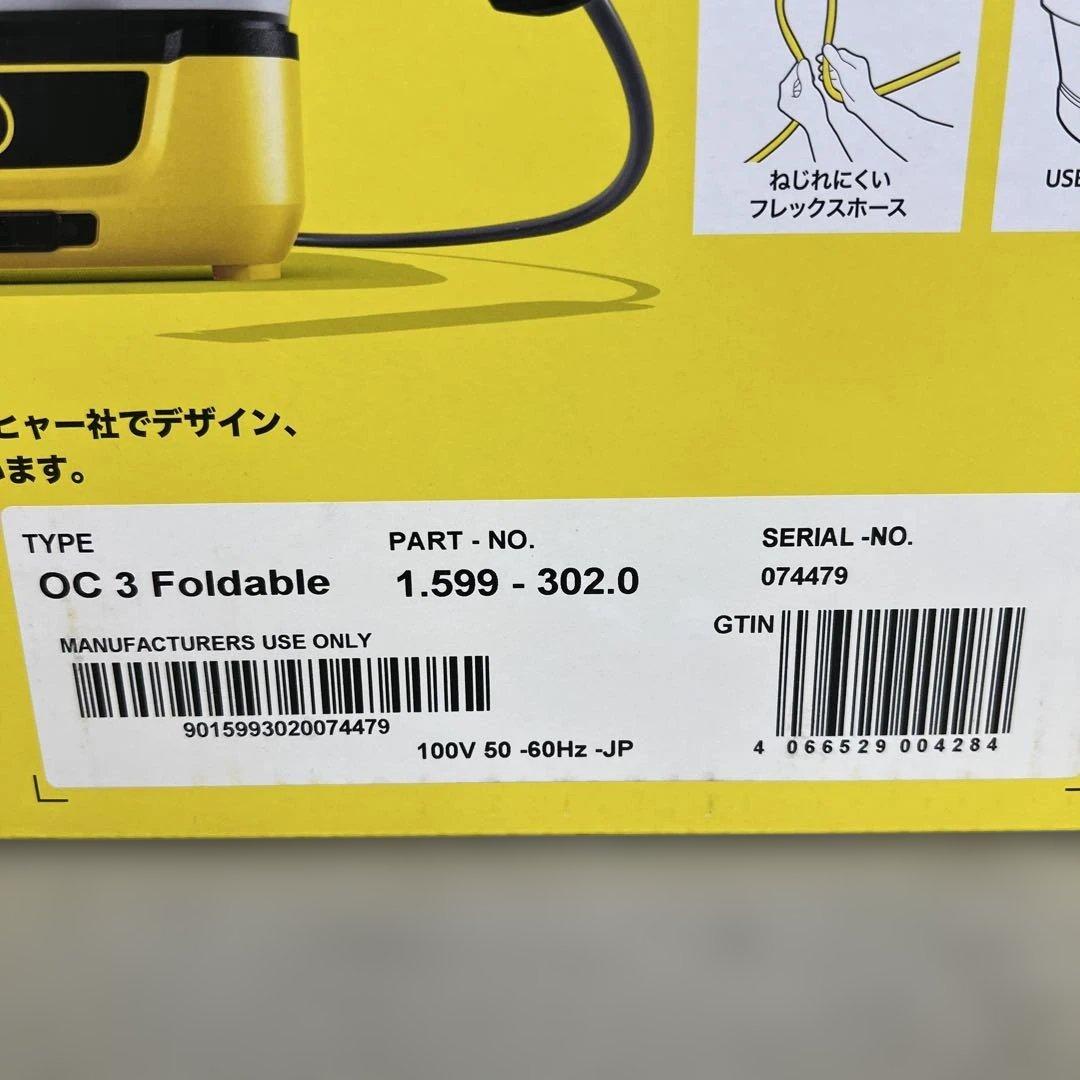 ねじれにくい
フレックスホース
USB
ヒャー社でデザイン、
います。
TYPE
OC 3 Foldable
PART - NO.
1.599 - 302.0
SERIAL -NO.
074479
MANUFACTURERS USE ONLY
9015993020074479
100V 50 -60Hz -JP
GTIN
4 066529 004284